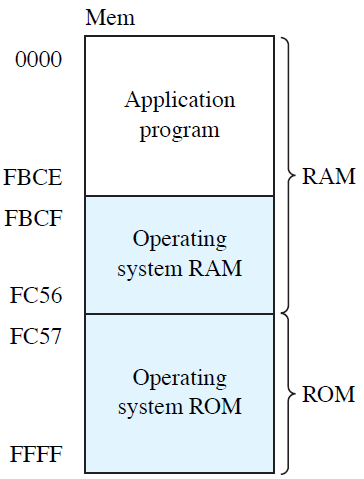 Mem
0000
Application
program
FBCE
RAM
FBCF
Operating
system RAM
FC56
FC57
Operating
system ROM
ROM
FFFF